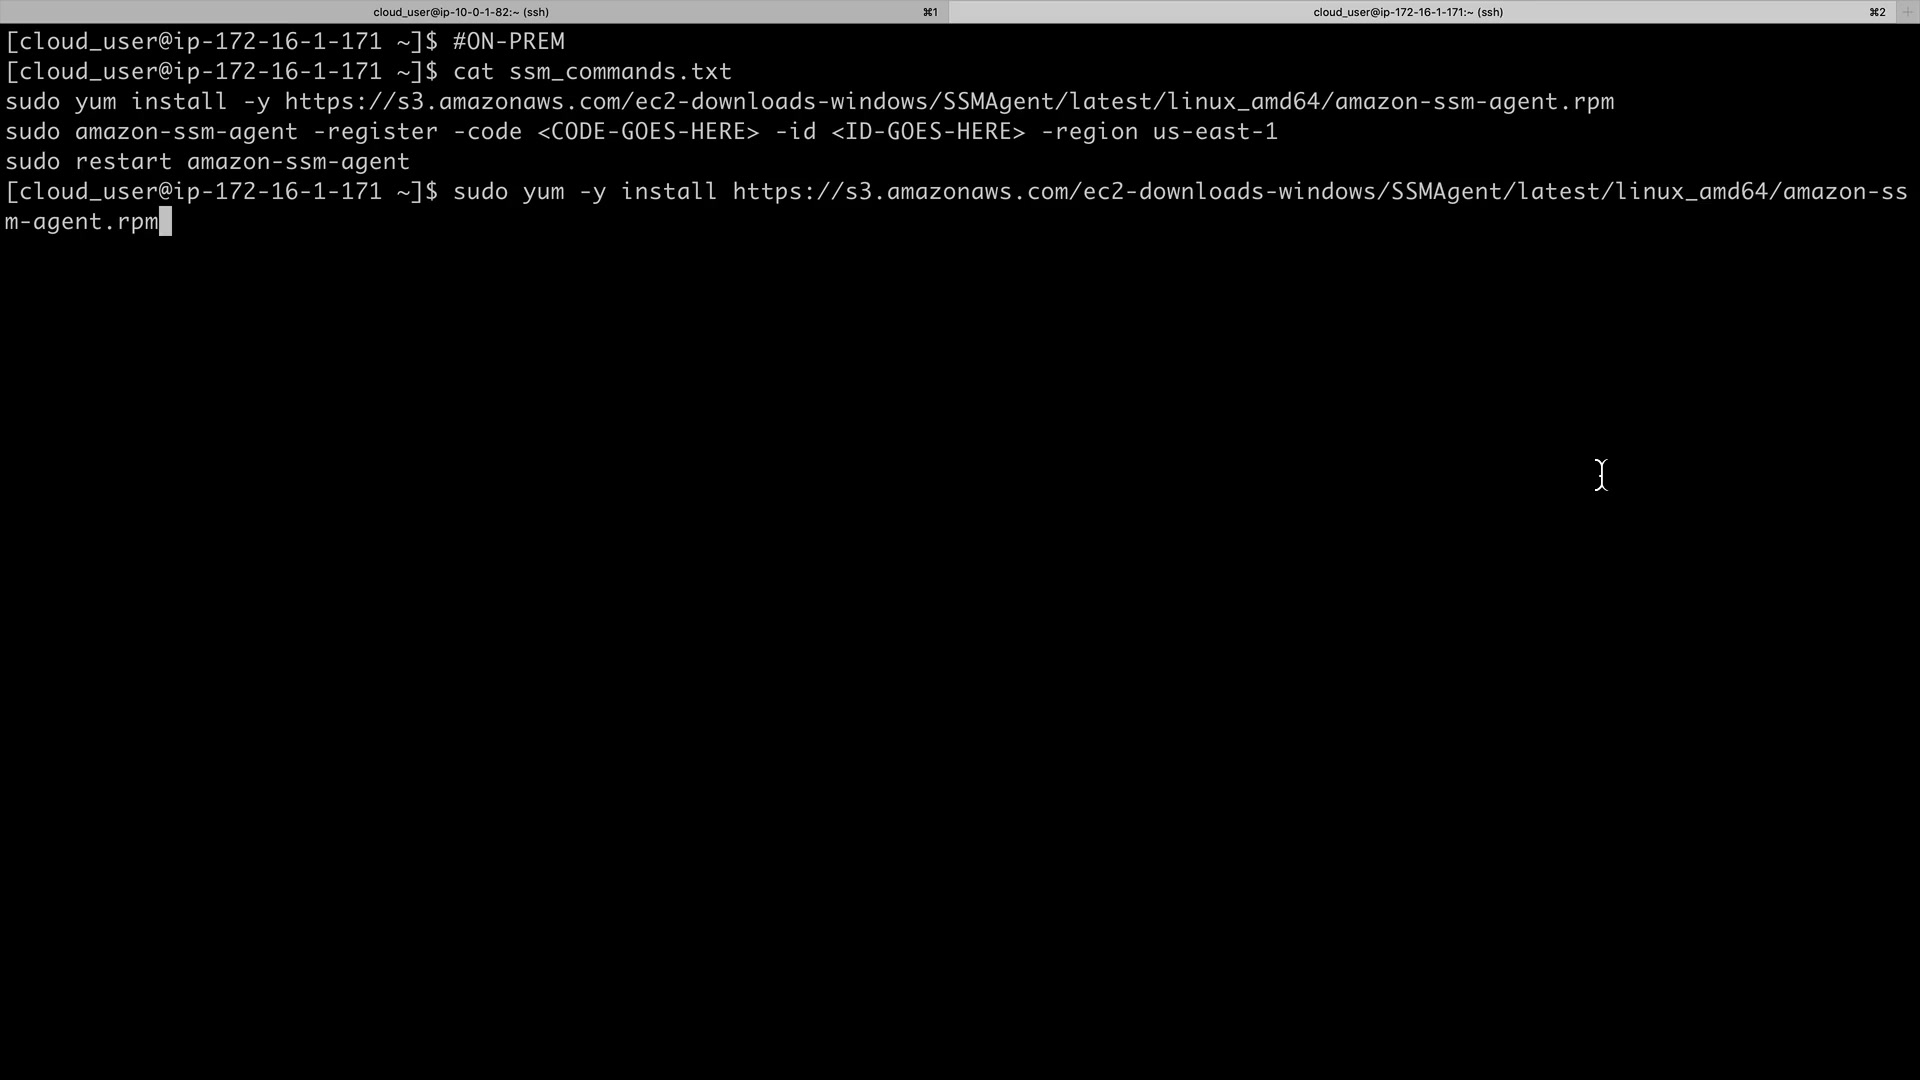 cloud_user@ip-10-0-1-82:~ (ssh) ⌘1 cloud_user@ip-172-16-1-171:~ (ssh) ⌘2 +
[cloud_user@ip-172-16-1-171 ~]$ #ON-PREM
[cloud_user@ip-172-16-1-171 ~]$ cat ssm_commands.txt
sudo yum install -y https://s3.amazonaws.com/ec2-downloads-windows/SSMAgent/latest/linux_amd64/amazon-ssm-agent.rpm
sudo amazon-ssm-agent -register -code <CODE-GOES-HERE> -id <ID-GOES-HERE> -region us-east-1
sudo restart amazon-ssm-agent
[cloud_user@ip-172-16-1-171 ~]$ sudo yum -y install https://s3.amazonaws.com/ec2-downloads-windows/SSMAgent/latest/linux_amd64/amazon-ss
m-agent.rpm